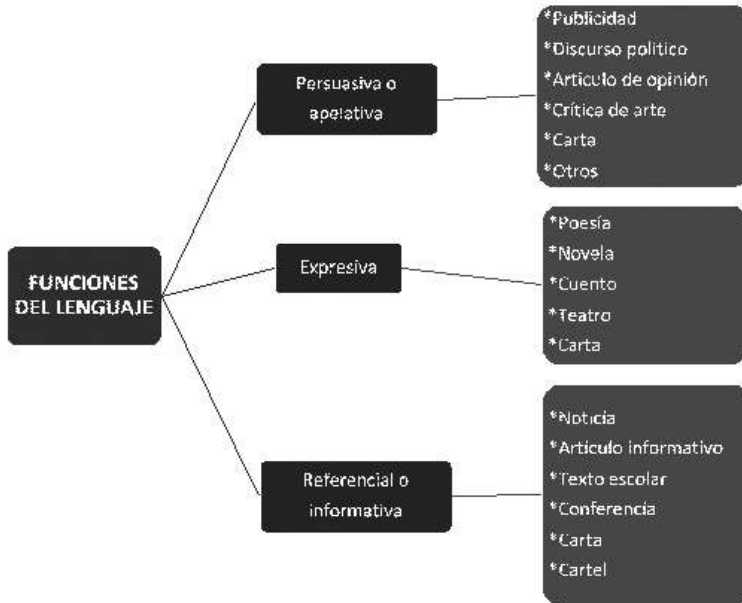 FUNCIONES
DEL LENGUAJE
Persuasiva o
apelativa
*Publicidad
*Discurso político
*Artículo de opinión
*Crítica de arte
*Carta
*Otros
Expresiva
*Poesía
*Novela
*Cuento
*Teatro
*Carta
Referencial o
informativa
*Noticia
*Artículo informativo
*Texto escolar
*Conferencia
*Carta
*Cartel